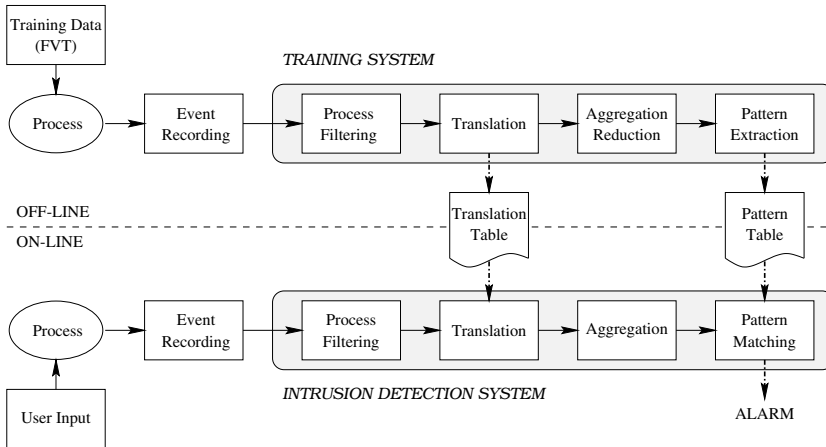 Training Data
(FVT)
TRAINING SYSTEM
Process
Event
Recording
Process
Filtering
Translation
Aggregation
Reduction
Pattern
Extraction
OFF-LINE
ON-LINE
Translation
Table
Pattern
Table
Process
Event
Recording
Process
Filtering
Translation
Aggregation
Pattern
Matching
INTRUSION DETECTION SYSTEM
User Input
ALARM